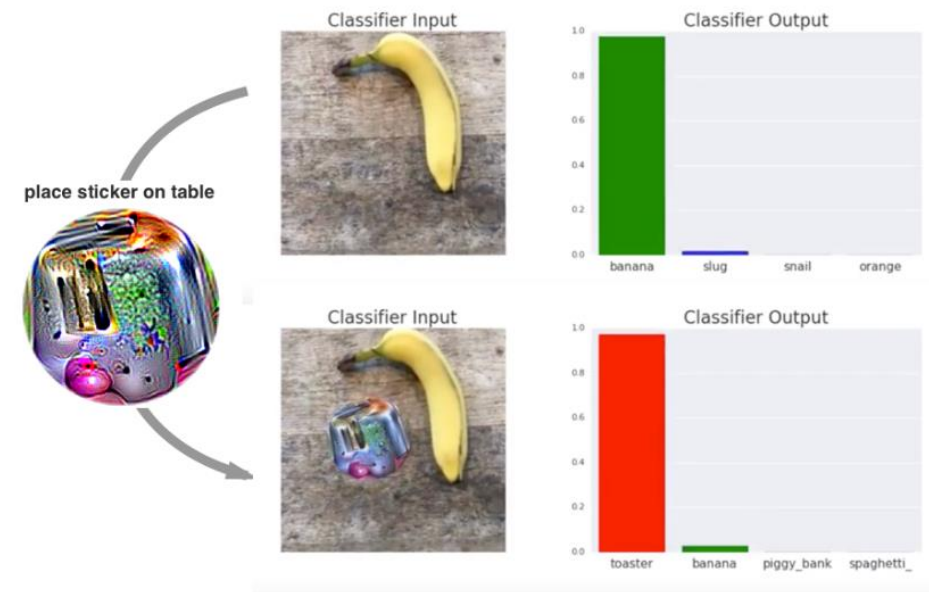 Classifier Input
Classifier Output
1.0
0.8
0.6
0.4
0.2
0.0
banana slug snail orange
place sticker on table
Classifier Input
Classifier Output
1.0
0.8
0.6
0.4
0.2
0.0
toaster banana piggy_bank spaghetti_